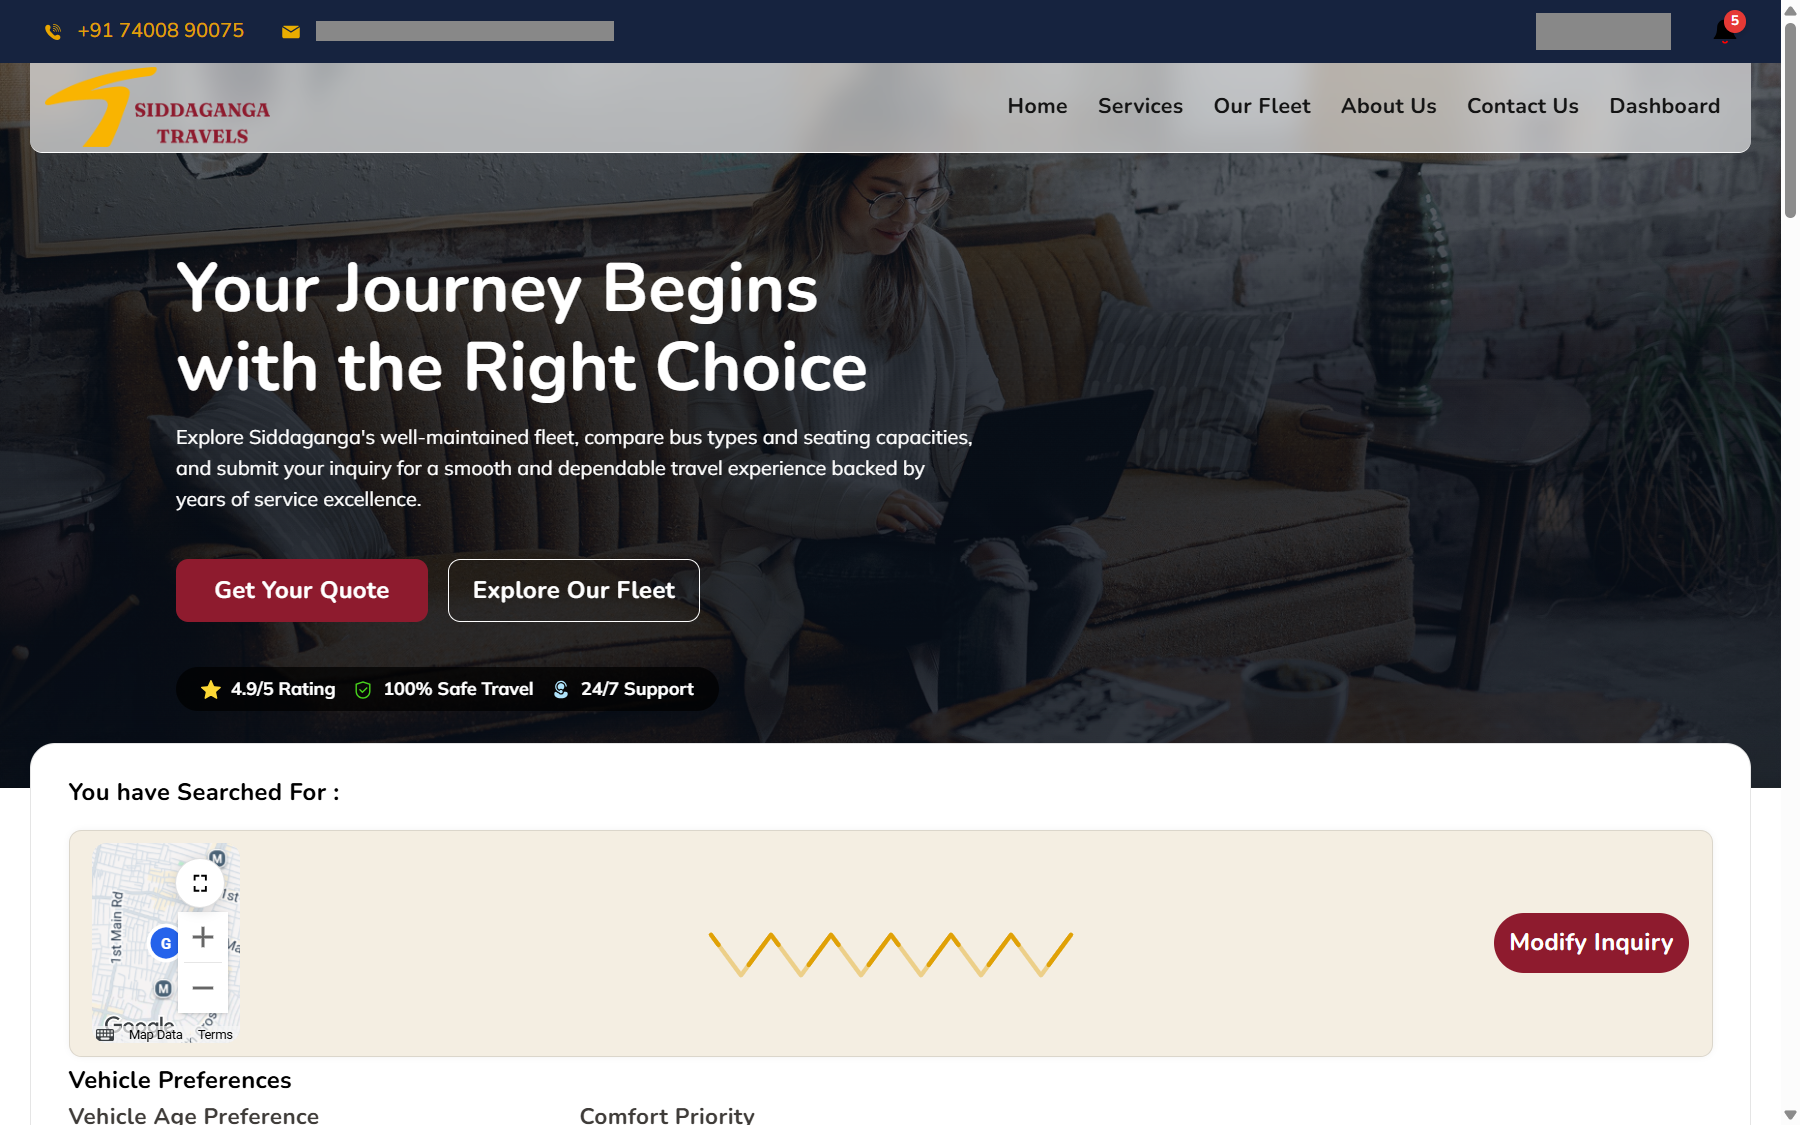 +91 74008 90075
5
SIDDAGANGA
TRAVELS
Home
Services
Our Fleet
About Us
Contact Us
Dashboard
Your Journey Begins
with the Right Choice
Explore Siddaganga's well-maintained fleet, compare bus types and seating capacities,
and submit your inquiry for a smooth and dependable travel experience backed by
years of service excellence.
Get Your Quote
Explore Our Fleet
4.9/5 Rating
100% Safe Travel
24/7 Support
You have Searched For :
M
1st
1st Main Rd
G
Ma
M
Google
Map Data
Terms
Modify Inquiry
Vehicle Preferences
Vehicle Age Preference
Comfort Priority